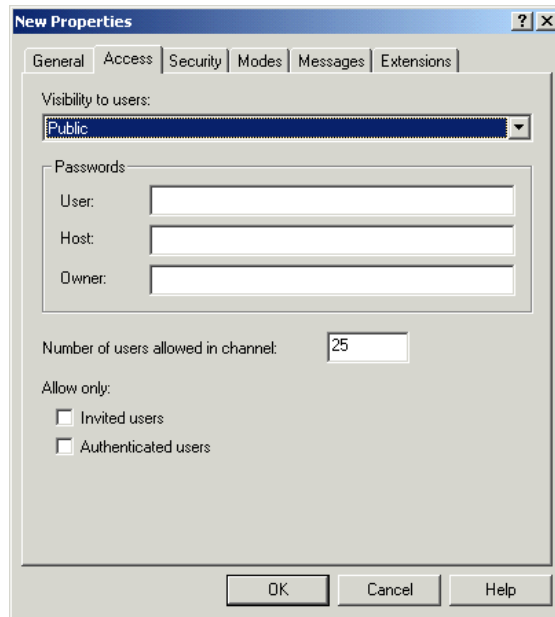 New Properties
General Access Security Modes Messages Extensions
Visibility to users:
Public
Passwords
User:
Host:
Owner:
Number of users allowed in channel: 25
Allow only:
Invited users
Authenticated users
OK Cancel Help